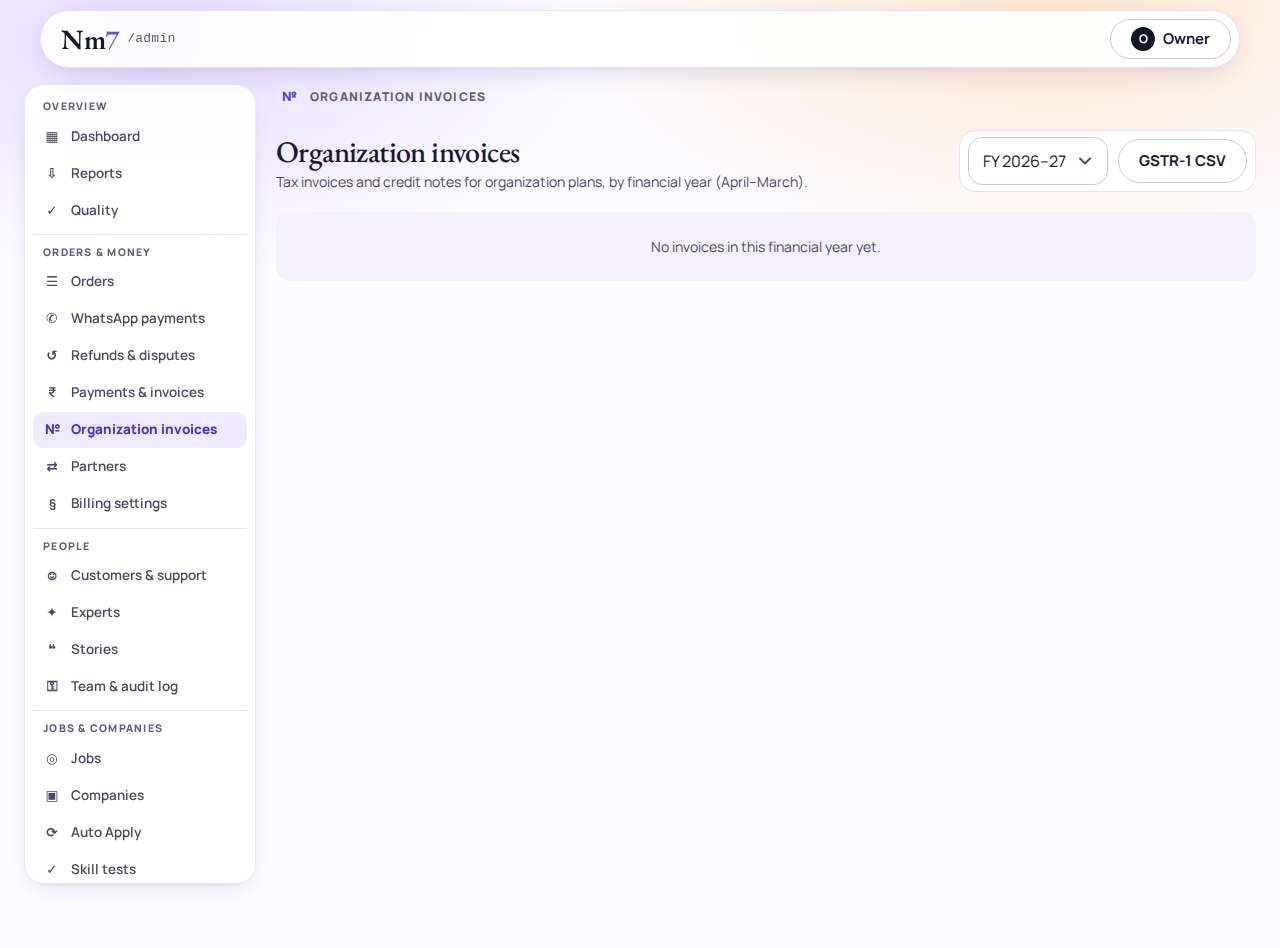 Nm7 /admin
O Owner
OVERVIEW
▦ Dashboard
⇩ Reports
✓ Quality
ORDERS & MONEY
☰ Orders
✆ WhatsApp payments
↺ Refunds & disputes
₹ Payments & invoices
№ Organization invoices
⇄ Partners
§ Billing settings
PEOPLE
☺ Customers & support
✦ Experts
❝ Stories
⚿ Team & audit log
JOBS & COMPANIES
◎ Jobs
▣ Companies
⟳ Auto Apply
✓ Skill tests
№ ORGANIZATION INVOICES
Organization invoices
Tax invoices and credit notes for organization plans, by financial year (April–March).
FY 2026–27
GSTR-1 CSV
No invoices in this financial year yet.